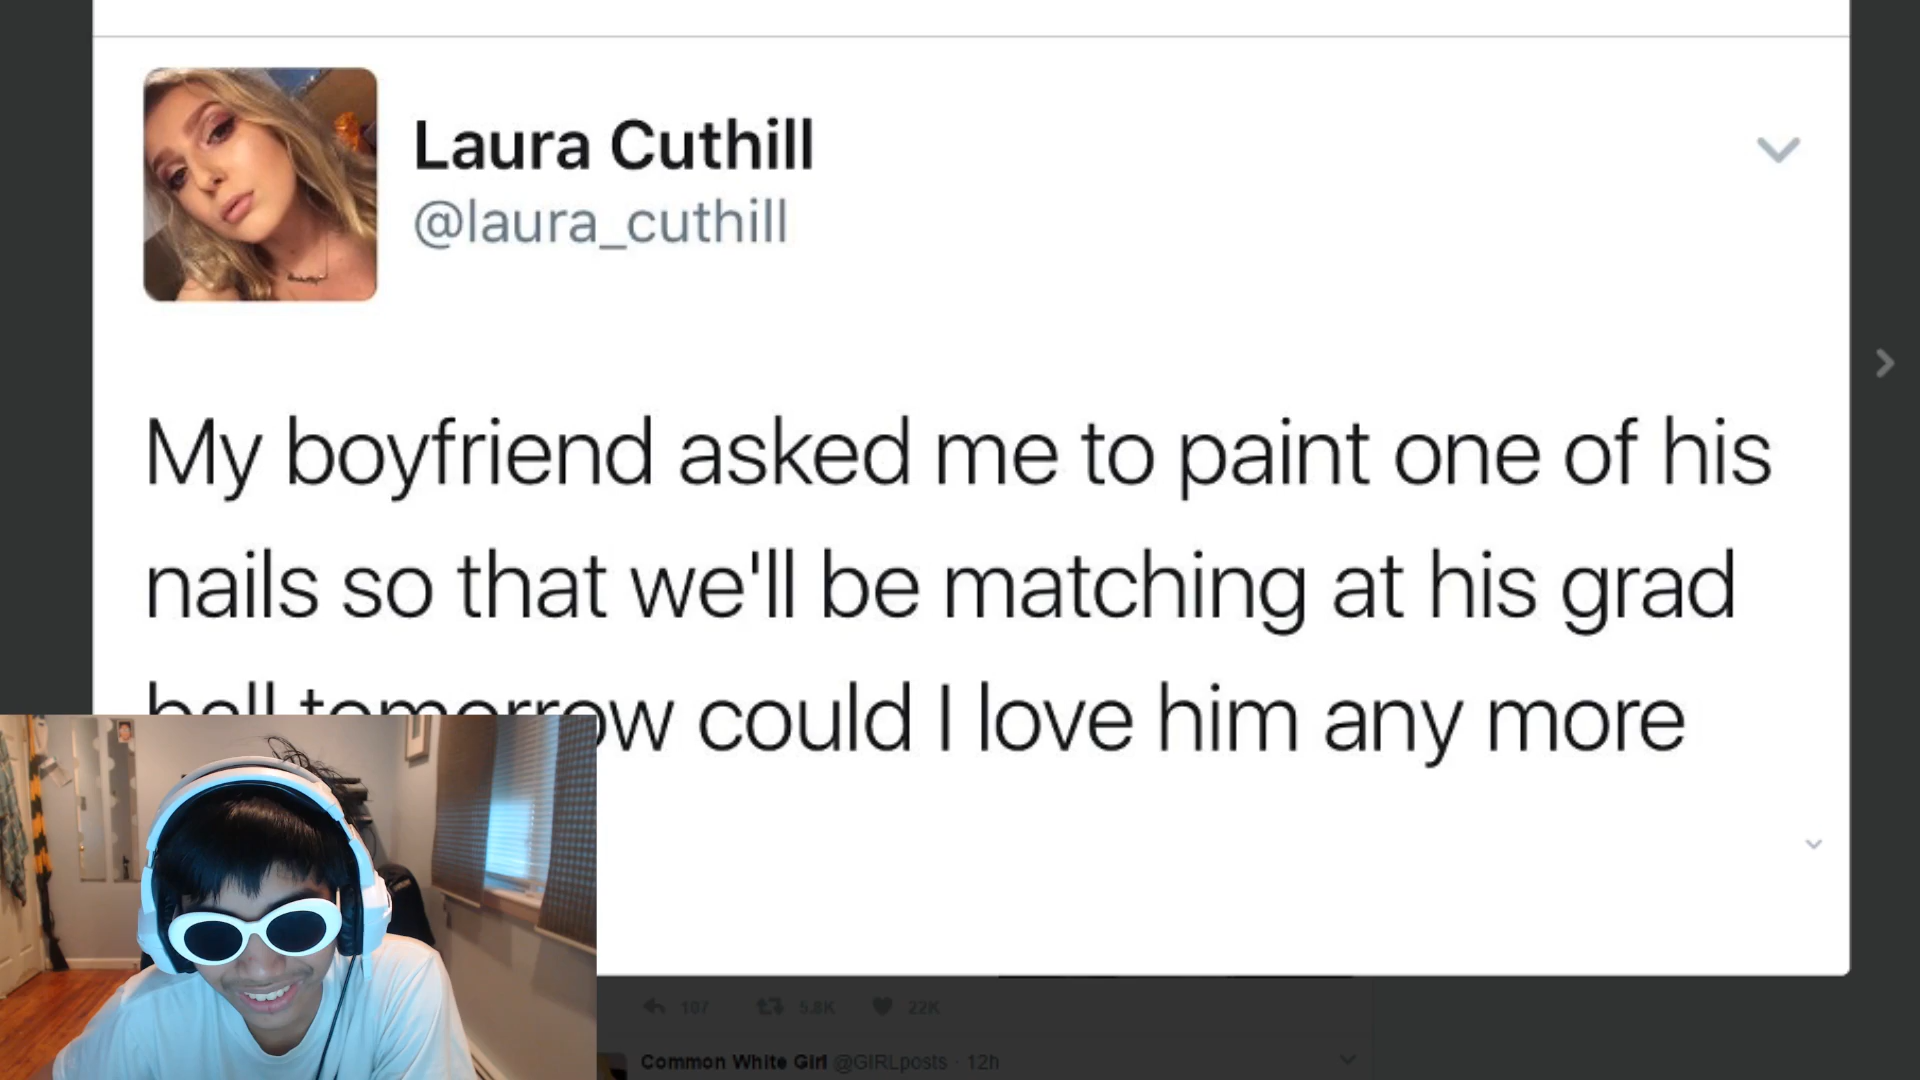 Laura Cuthill
@laura_cuthill
My boyfriend asked me to paint one of his
nails so that we'll be matching at his grad
ball tomorrow could I love him any more
107 5.8K 22K
Common White Girl @GIRLposts · 12h